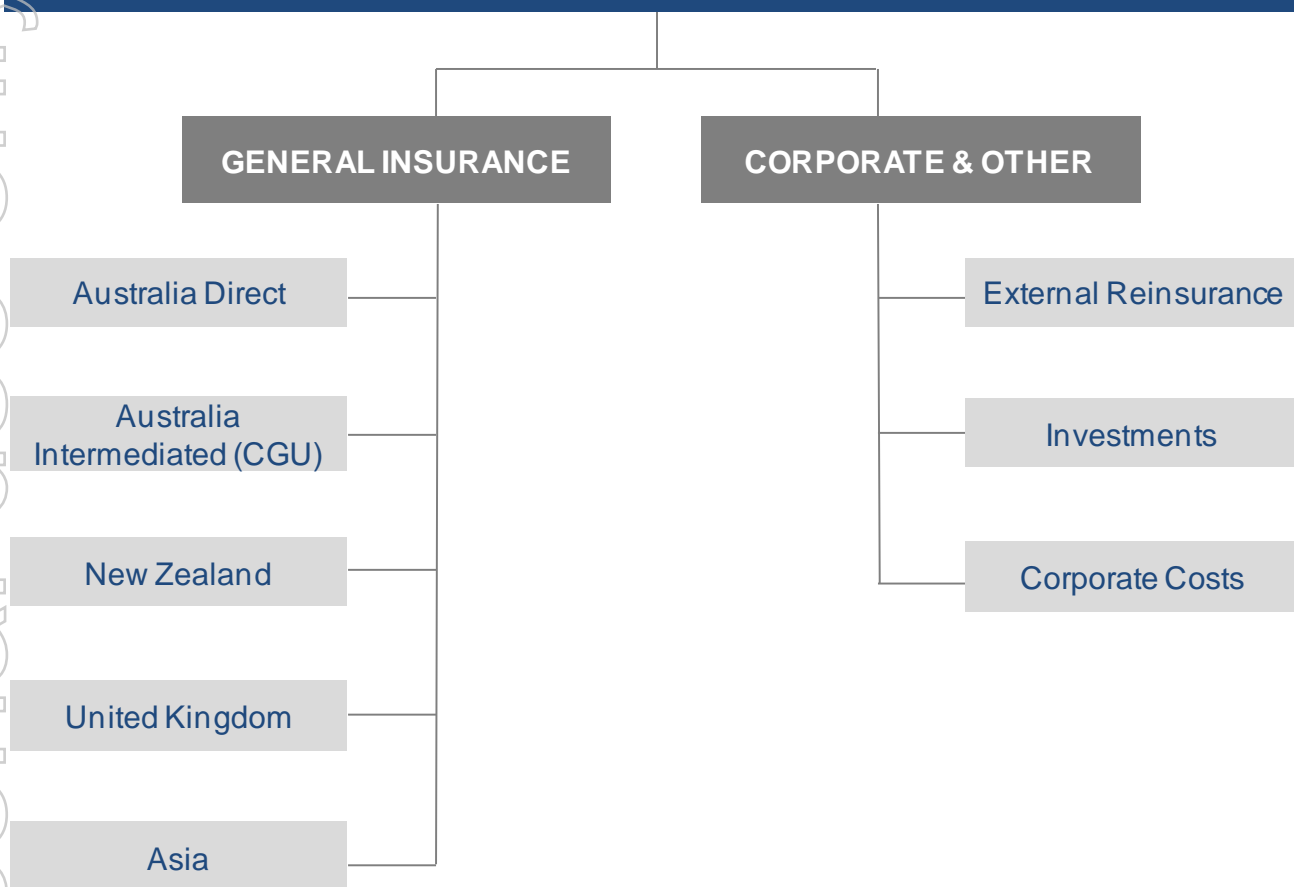 GENERAL INSURANCE
CORPORATE & OTHER
Australia Direct
External Reinsurance
Australia
Intermediated (CGU)
Investments
New Zealand
Corporate Costs
United Kingdom
Asia